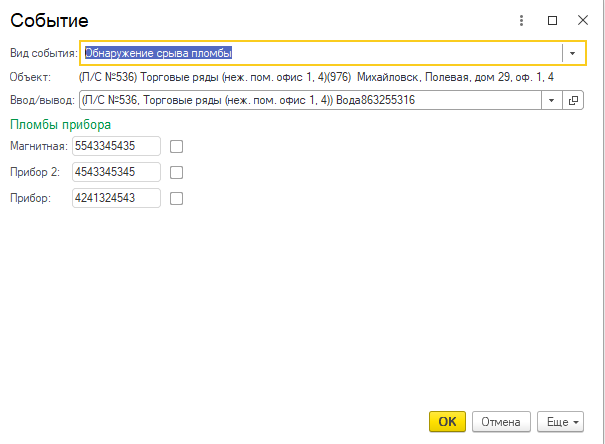 Событие
Вид события: Обнаружение срыва пломбы
Объект: (Л/С №536) Торговые ряды (неж. пом. офис 1, 4)(976) Михайловск, Полевая, дом 29, оф. 1, 4
Ввод/вывод: (Л/С №536, Торговые ряды (неж. пом. офис 1, 4)) Вода863255316
Пломбы прибора
Магнитная: 5543345435
Прибор 2: 4543345345
Прибор: 4241324543
ОК Отмена Еще